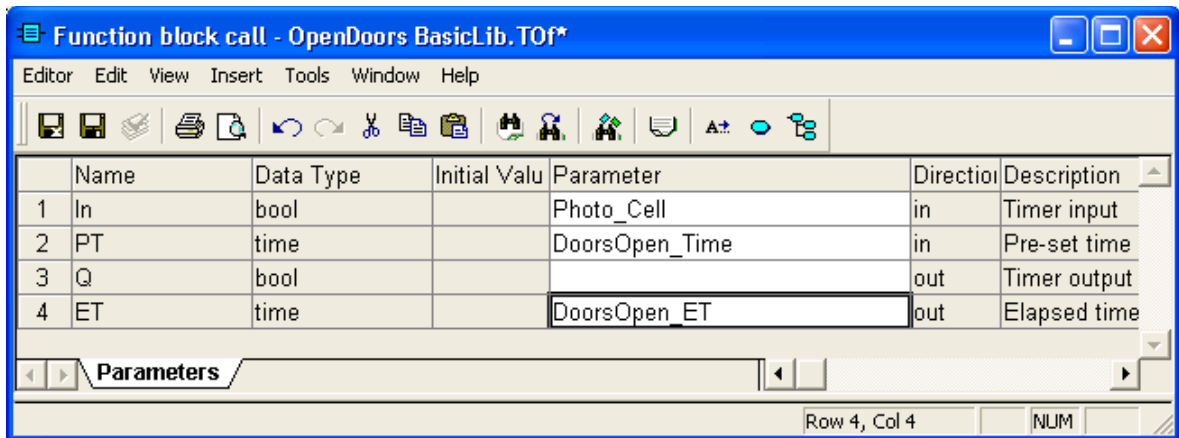 Function block call - OpenDoors BasicLib.TOf*
Editor Edit View Insert Tools Window Help
A
Name Data Type Initial Valu Parameter Direction Description
1 In bool Photo_Cell in Timer input
2 PT time DoorsOpen_Time in Pre-set time
3 Q bool out Timer output
4 ET time DoorsOpen_ET out Elapsed time
Parameters
Row 4, Col 4 NUM